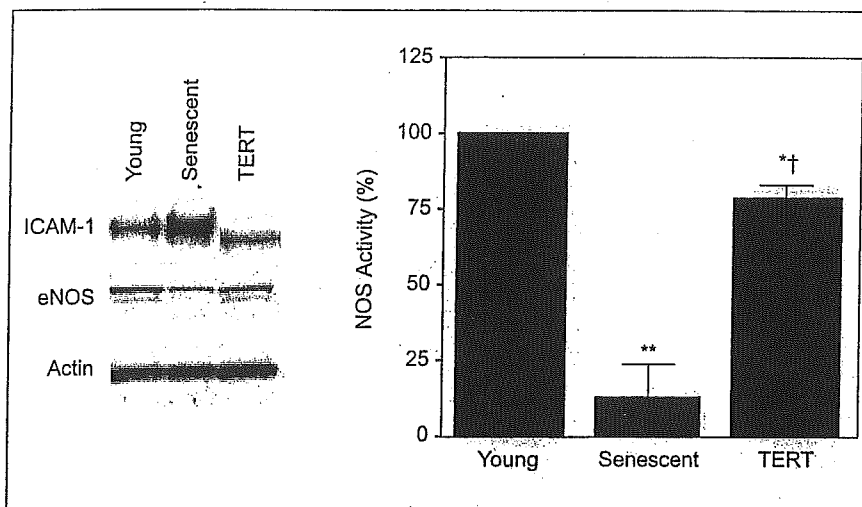 Young
Senescent
TERT
ICAM-1
eNOS
Actin
NOS Activity (%)
125
100
75
50
25
0
**
*†
Young
Senescent
TERT